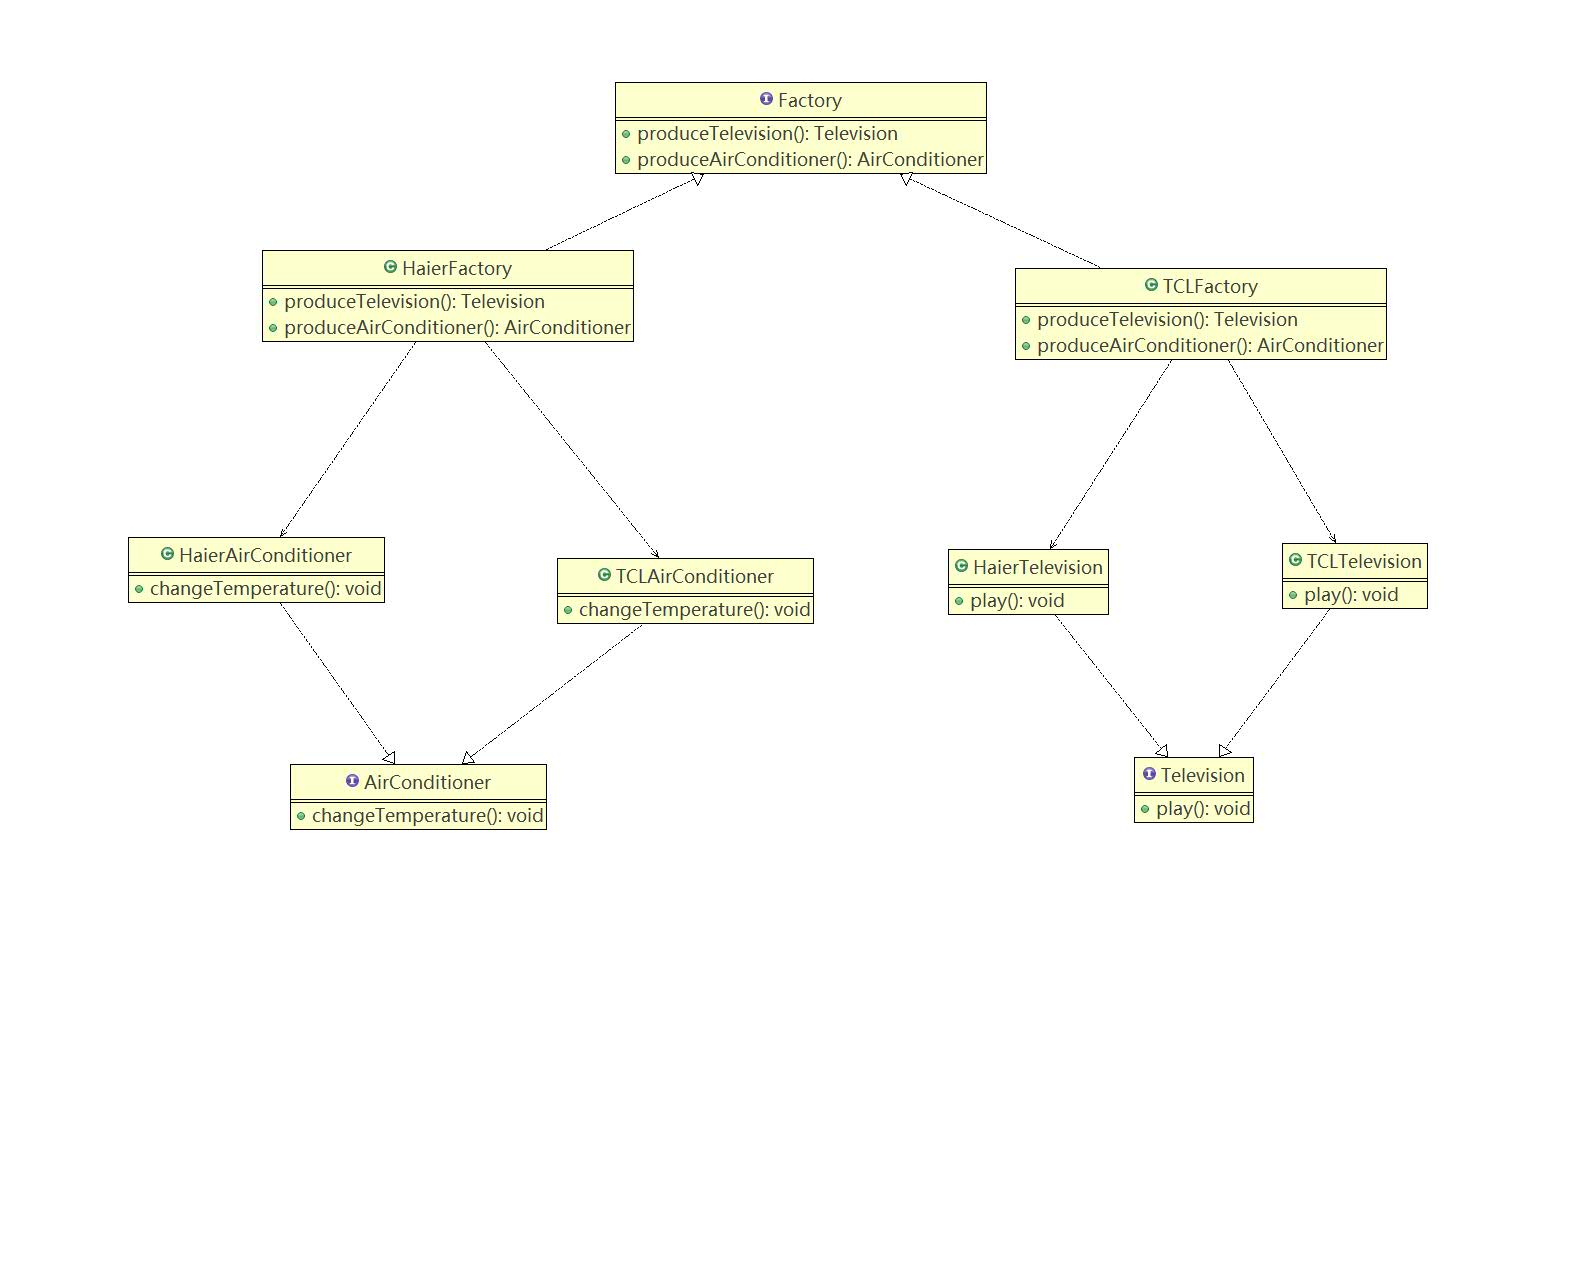 Factory
produceTelevision(): Television
produceAirConditioner(): AirConditioner
HaierFactory
produceTelevision(): Television
produceAirConditioner(): AirConditioner
TCLFactory
produceTelevision(): Television
produceAirConditioner(): AirConditioner
HaierAirConditioner
changeTemperature(): void
TCLAirConditioner
changeTemperature(): void
HaierTelevision
play(): void
TCLTelevision
play(): void
AirConditioner
changeTemperature(): void
Television
play(): void